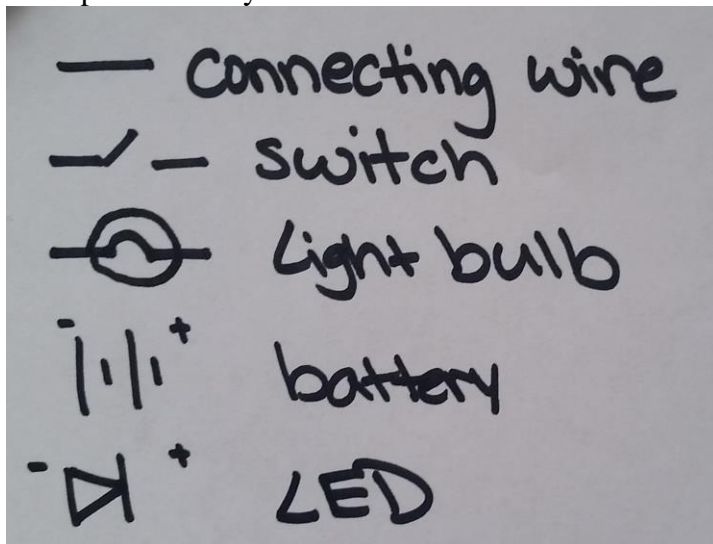 connecting wire
switch
Light bulb
- +
battery
- +
LED